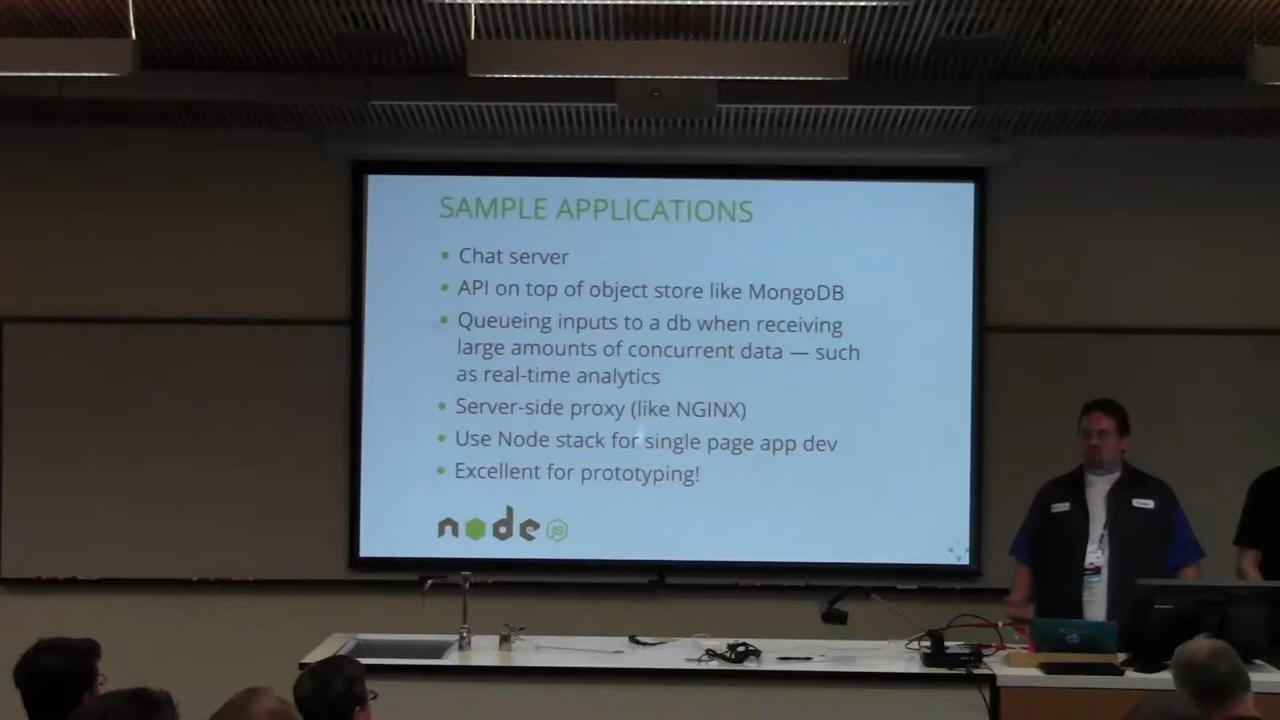 SAMPLE APPLICATIONS
• Chat server
• API on top of object store like MongoDB
• Queueing inputs to a db when receiving
large amounts of concurrent data — such
as real-time analytics
• Server-side proxy (like NGINX)
• Use Node stack for single page app dev
• Excellent for prototyping!
node JS